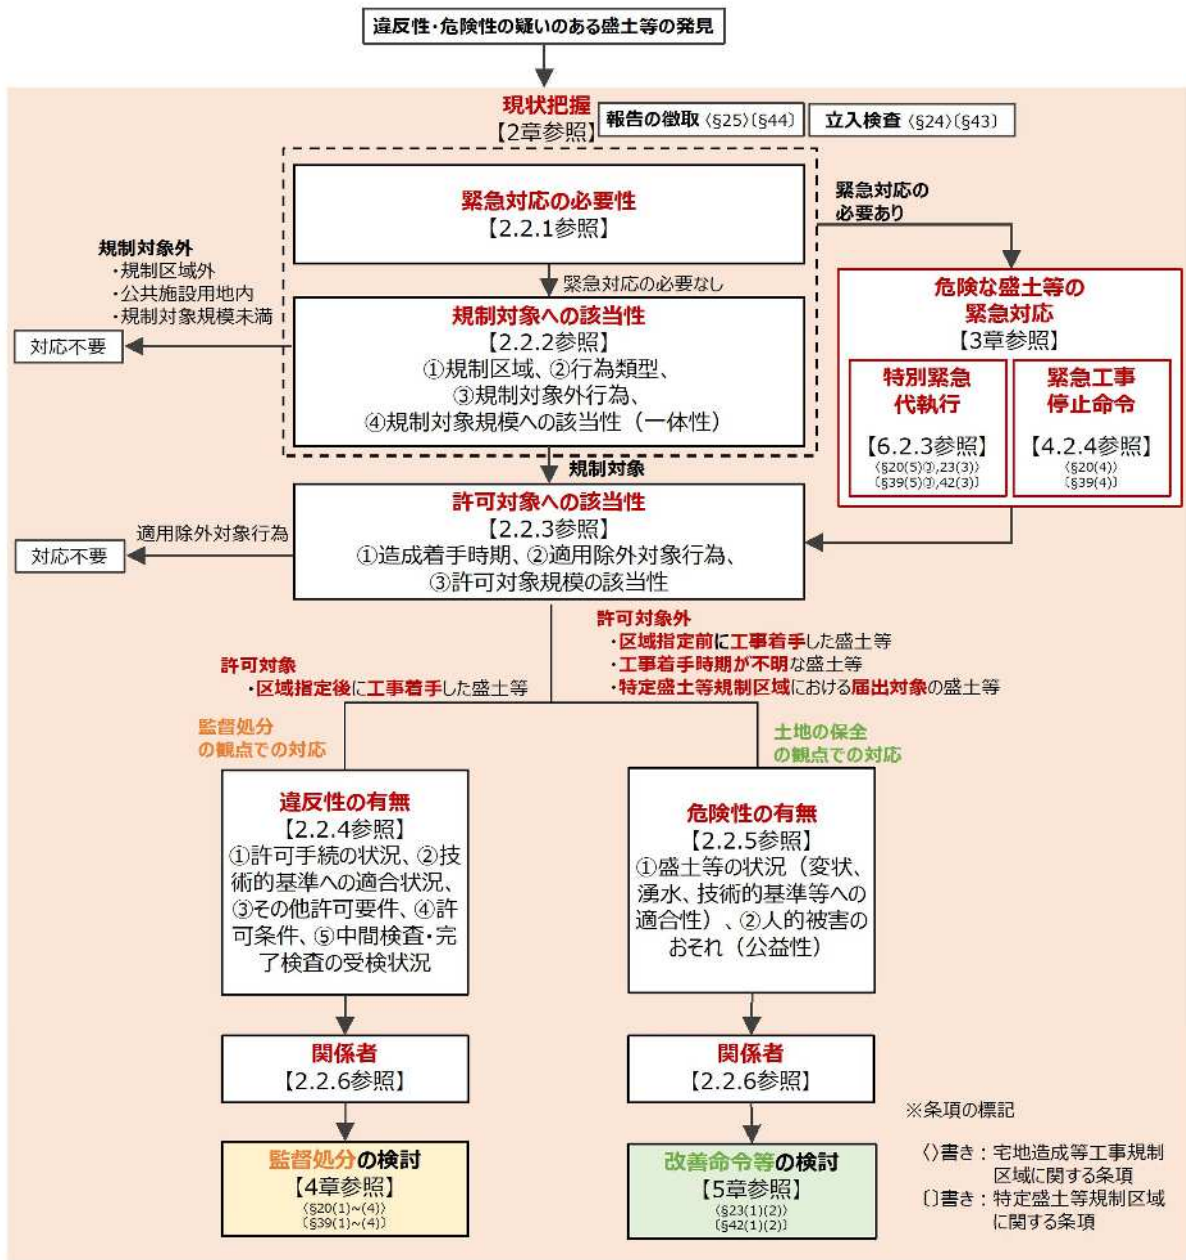 違反性・危険性の疑いのある盛土等の発見
現状把握
【2章参照】
報告の徴取〈§25〉〔§44〕
立入検査〈§24〉〔§43〕
緊急対応の必要性
【2.2.1参照】
緊急対応の
必要あり
規制対象外
・規制区域外
・公共施設用地内
・規制対象規模未満
対応不要
緊急対応の必要なし
規制対象への該当性
【2.2.2参照】
①規制区域、②行為類型、
③規制対象外行為、
④規制対象規模への該当性（一体性）
危険な盛土等の
緊急対応
【3章参照】
特別緊急
代執行
【6.2.3参照】
緊急工事
停止命令
【4.2.4参照】
〈§20(4)〉
〔§39(4)〕
規制対象
許可対象への該当性
【2.2.3参照】
①造成着手時期、②適用除外対象行為、
③許可対象規模の該当性
適用除外対象行為
対応不要
許可対象外
・区域指定前に工事着手した盛土等
・工事着手時期が不明な盛土等
・特定盛土等規制区域における届出対象の盛土等
許可対象
・区域指定後に工事着手した盛土等
監督処分
の観点での対応
土地の保全
の観点での対応
違反性の有無
【2.2.4参照】
①許可手続の状況、②技
術的基準への適合状況、
③その他許可要件、④許
可条件、⑤中間検査・完
了検査の受検状況
危険性の有無
【2.2.5参照】
①盛土等の状況（変状、
湧水、技術的基準等への
適合性）、②人的被害の
おそれ（公益性）
関係者
【2.2.6参照】
関係者
【2.2.6参照】
監督処分の検討
【4章参照】
〈§20(1)~(4)〉
〔§39(1)~(4)〕
改善命令等の検討
【5章参照】
〈§23(1)(2)〉
〔§42(1)(2)〕
※条項の標記
〈〉書き：宅地造成等工事規制
区域に関する条項
〔〕書き：特定盛土等規制区域
に関する条項